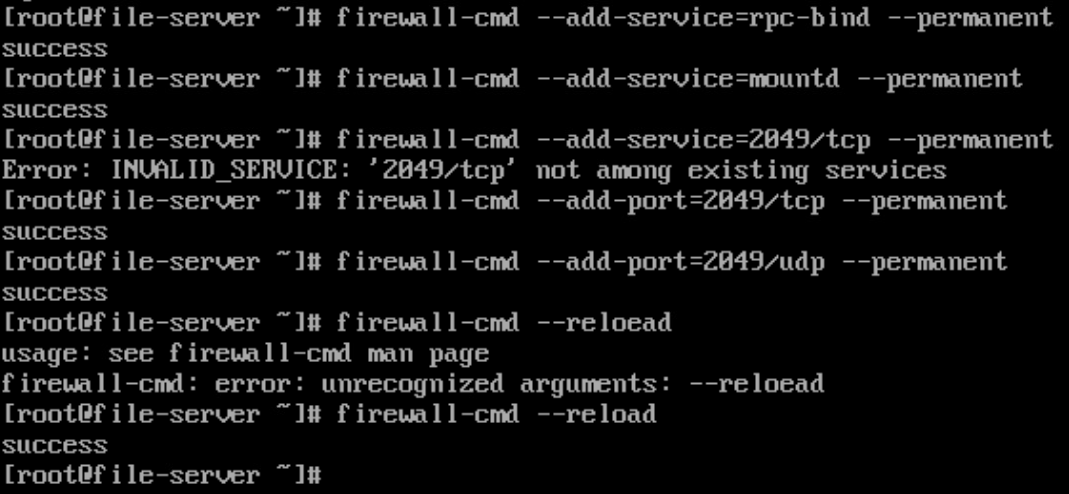 [root@file-server ~]# firewall-cmd --add-service=rpc-bind --permanent
success
[root@file-server ~]# firewall-cmd --add-service=mountd --permanent
success
[root@file-server ~]# firewall-cmd --add-service=2049/tcp --permanent
Error: INVALID_SERVICE: '2049/tcp' not among existing services
[root@file-server ~]# firewall-cmd --add-port=2049/tcp --permanent
success
[root@file-server ~]# firewall-cmd --add-port=2049/udp --permanent
success
[root@file-server ~]# firewall-cmd --reloead
usage: see firewall-cmd man page
firewall-cmd: error: unrecognized arguments: --reloead
[root@file-server ~]# firewall-cmd --reload
success
[root@file-server ~]#